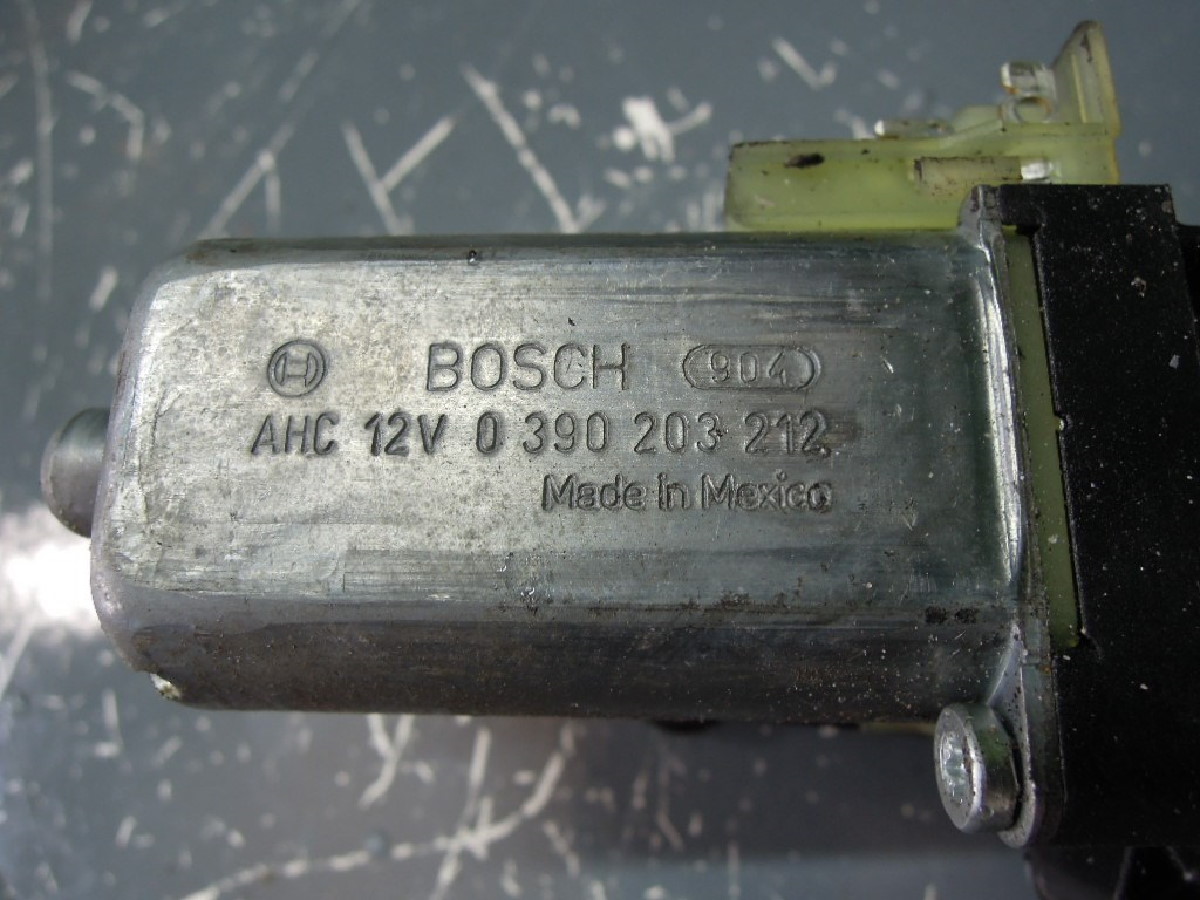 BOSCH 904
AHC 12V 0 390 203 212
Made in Mexico